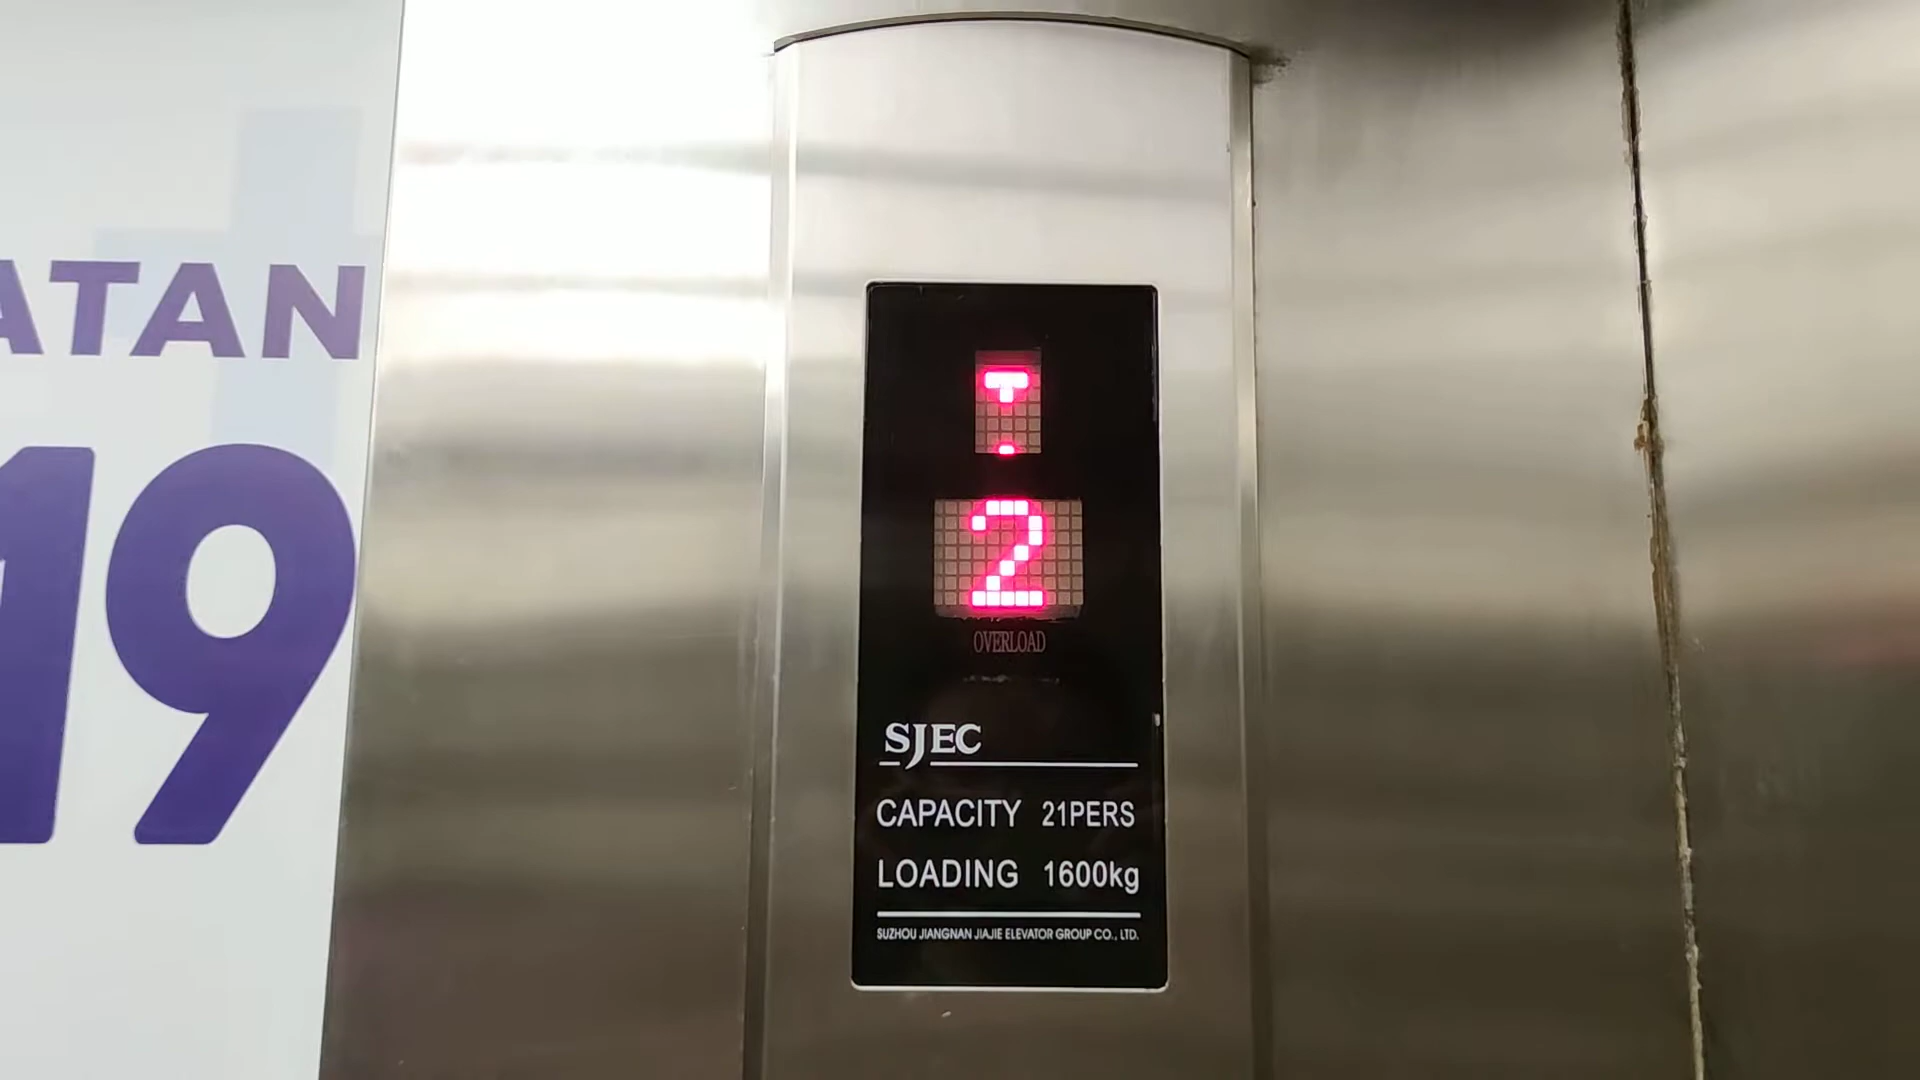 ATAN
19
2
OVERLOAD
SJEC
CAPACITY 21PERS
LOADING 1600kg
SUZHOU JIANGNAN JIAJIE ELEVATOR GROUP CO., LTD.